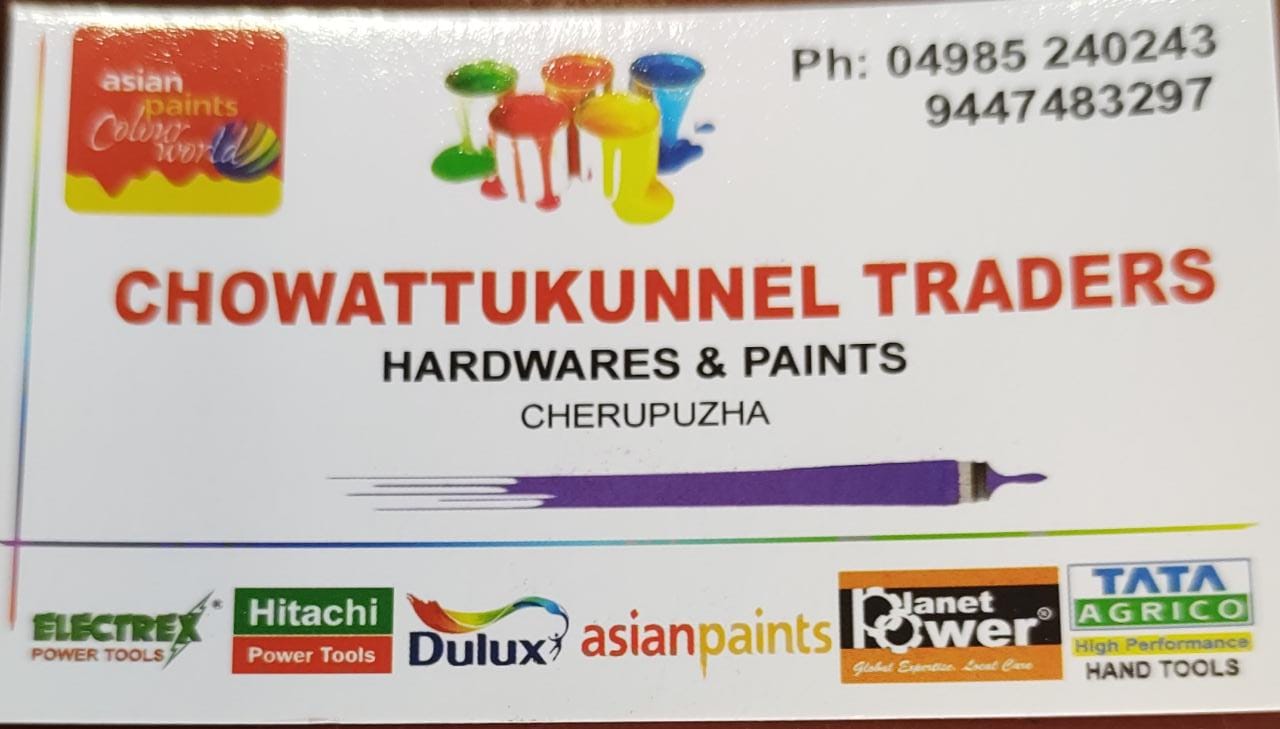 asian
paints
Colour
world
Ph: 04985 240243
9447483297
CHOWATTUKUNNEL TRADERS
HARDWARES & PAINTS
CHERUPUZHA
ELECTREX®
POWER TOOLS
Hitachi
Power Tools
Dulux
asianpaints
Planet
Power®
Global Expertise. Local Care
TATA
AGRICO
High Performance
HAND TOOLS